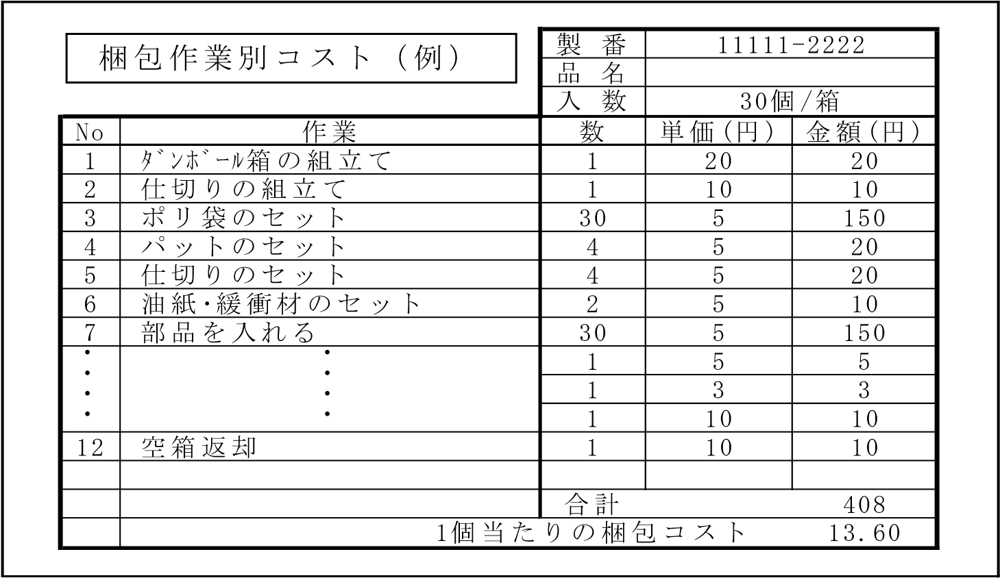 梱包作業別コスト（例）
製番 11111-2222
品名
入数 30個/箱
No 作業 数 単価(円) 金額(円)
1 ﾀﾞﾝﾎﾞｰﾙ箱の組立て 1 20 20
2 仕切りの組立て 1 10 10
3 ポリ袋のセット 30 5 150
4 パットのセット 4 5 20
5 仕切りのセット 4 5 20
6 油紙･緩衝材のセット 2 5 10
7 部品を入れる 30 5 150
・ ・ 1 5 5
・ ・ 1 3 3
・ ・ 1 10 10
・ ・
12 空箱返却 1 10 10
合計 408
1個当たりの梱包コスト 13.60